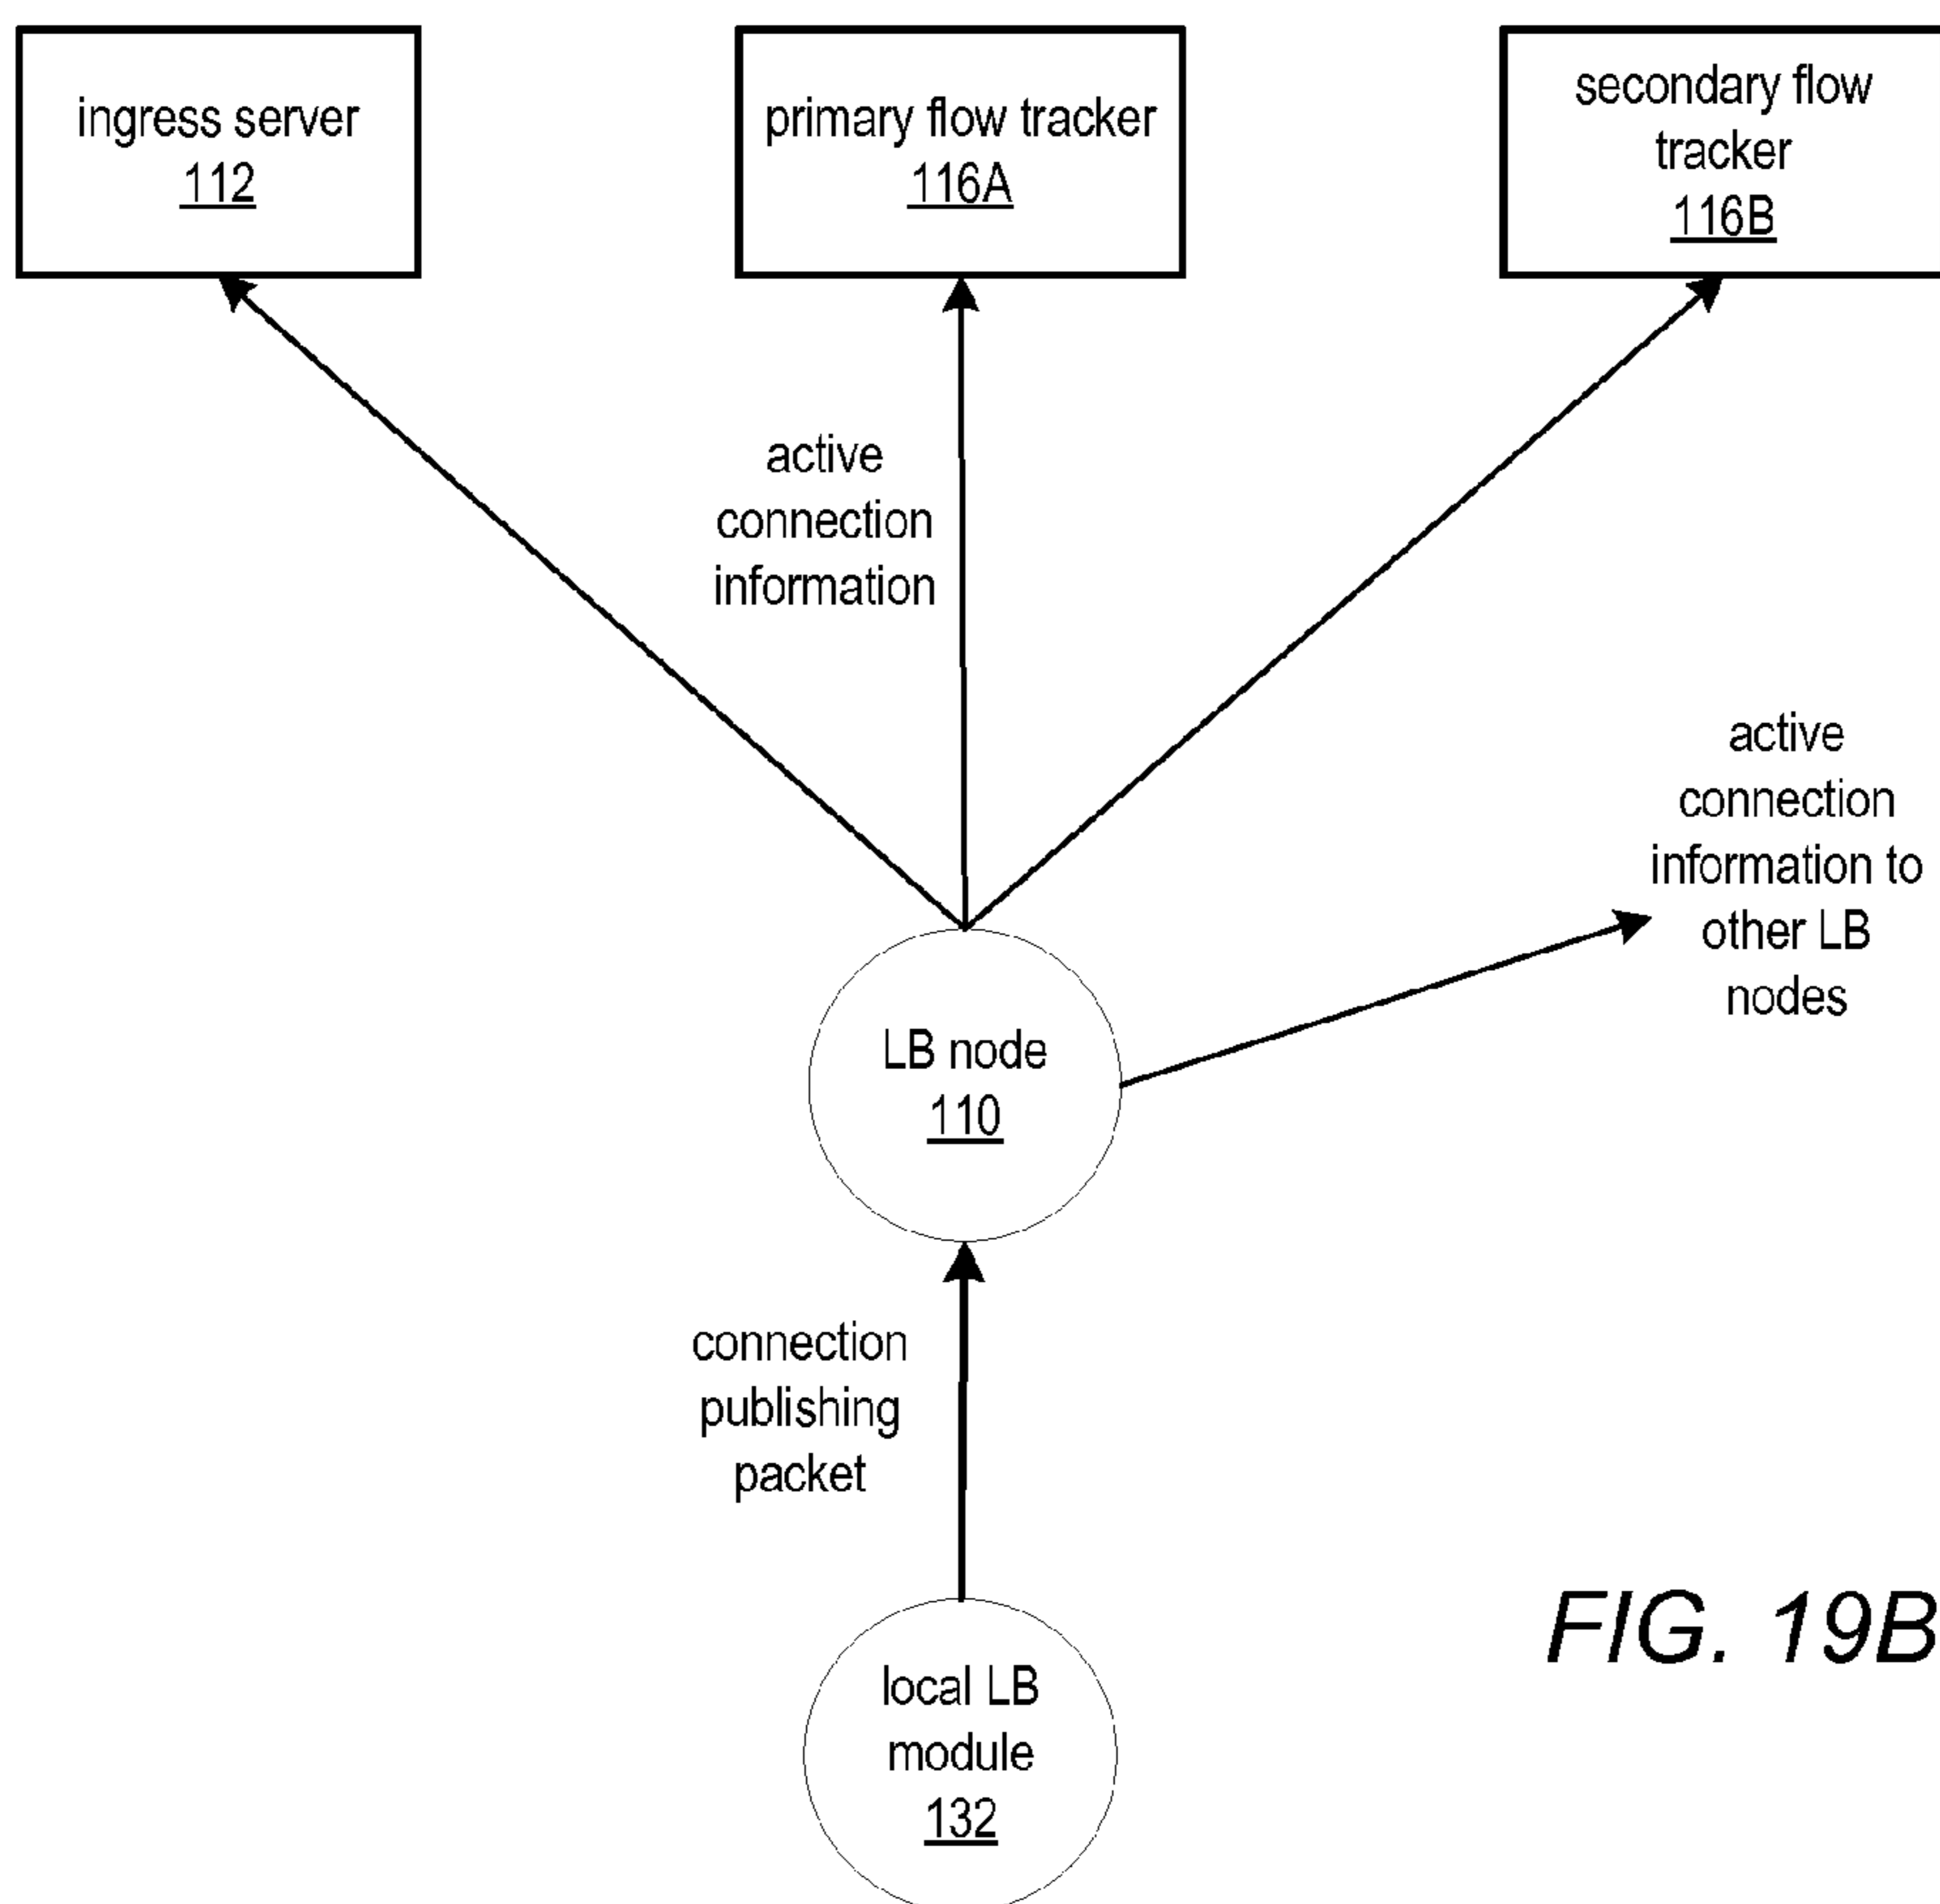 ingress server
112
primary flow tracker
116A
secondary flow
tracker
116B
active
connection
information
active
connection
information to
other LB
nodes
LB node
110
connection
publishing
packet
local LB
module
132
FIG. 19B